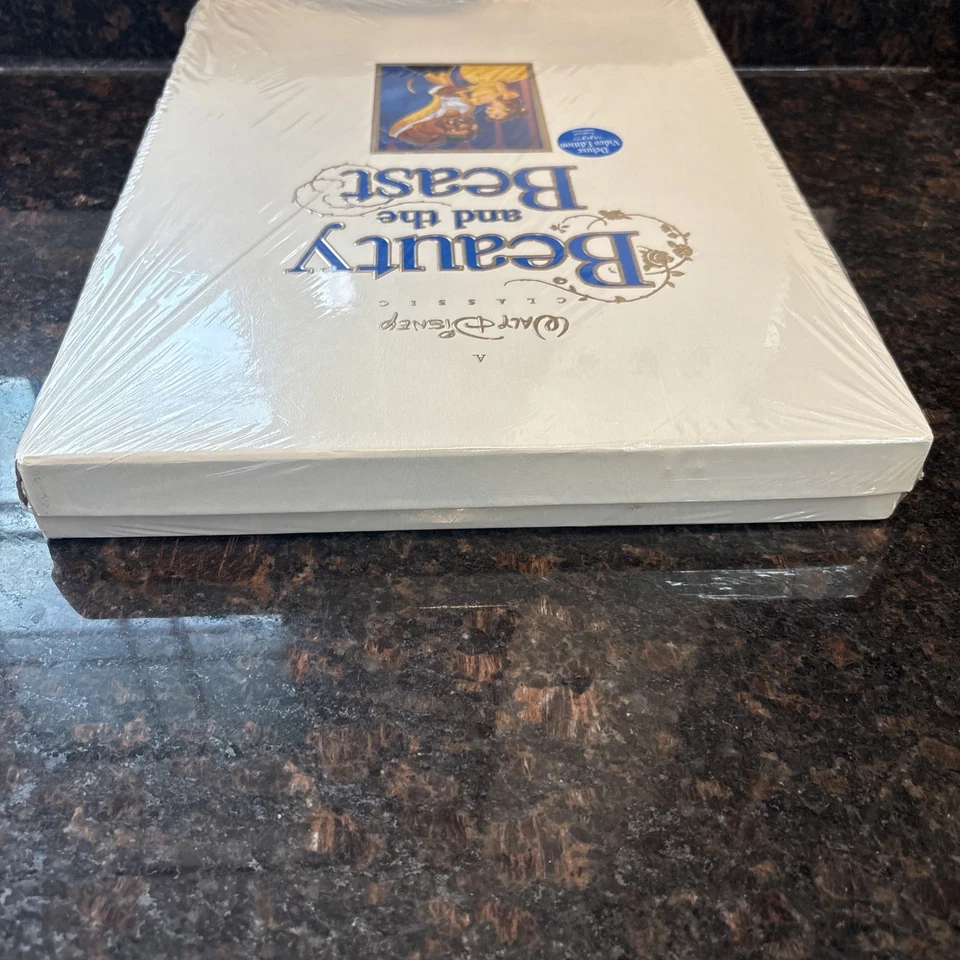 A
WALT DISNEY
CLASSIC
Beauty
and the
Beast
Deluxe
Video Edition